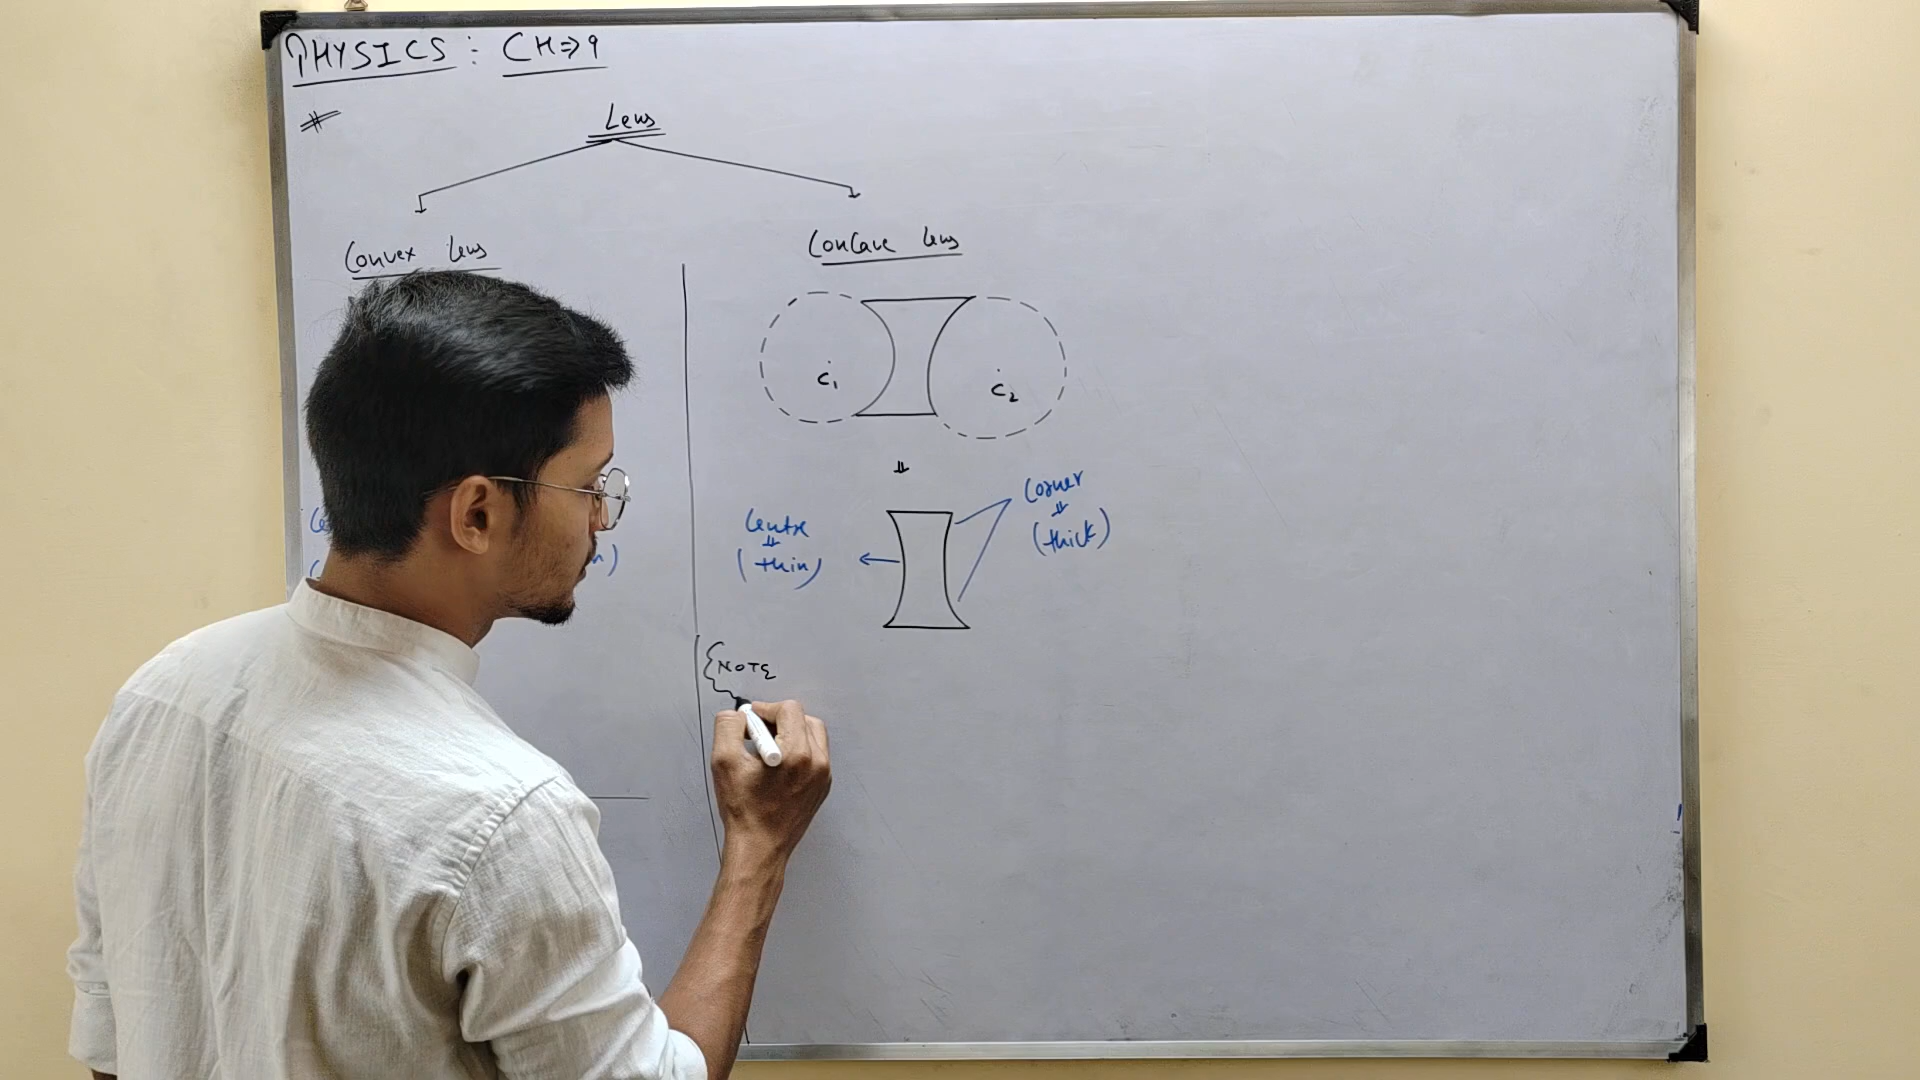 PHYSICS : CH⇒9
#
Lens
Convex lens
Concave lens
C₁
C₂
⇓
Corner
⇓
(thick)
Centre
⇓
(thin)
NOTE